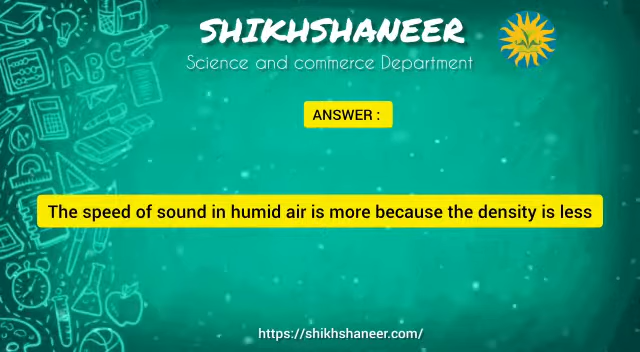 SHIKHSHANEER
Science and commerce Department
ABC
ANSWER :
The speed of sound in humid air is more because the density is less
https://shikhshaneer.com/